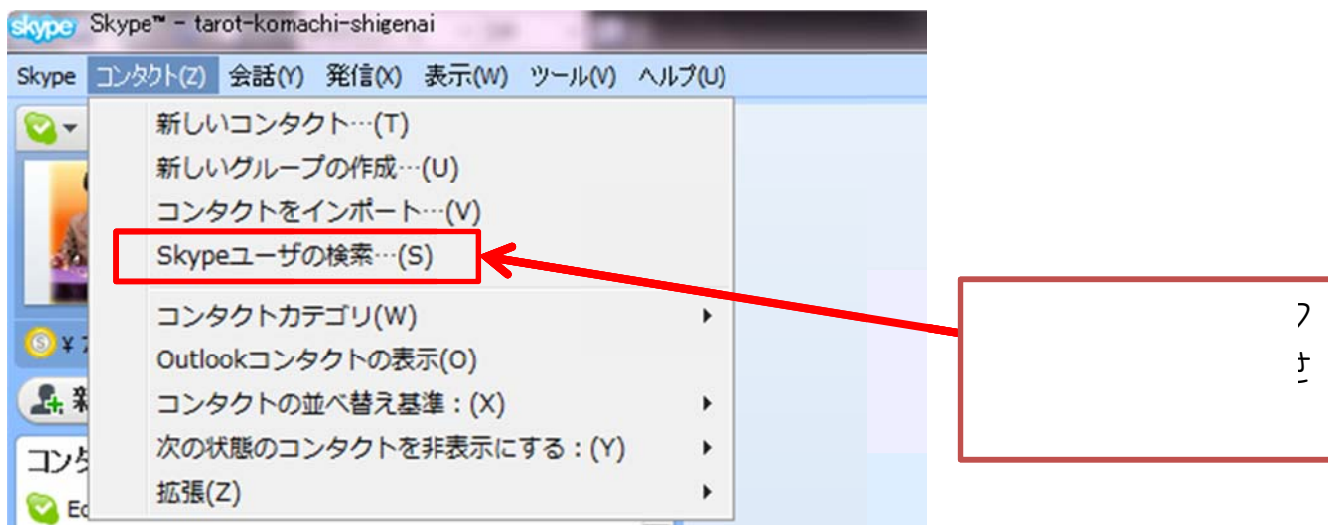 skype Skype™ - tarot-komachi-shigenai
Skype コンタクト(Z) 会話(Y) 発信(X) 表示(W) ツール(V) ヘルプ(U)
新しいコンタクト…(T)
新しいグループの作成…(U)
コンタクトをインポート…(V)
Skypeユーザの検索…(S)
コンタクトカテゴリ(W)
Outlookコンタクトの表示(O)
コンタクトの並べ替え基準：(X)
次の状態のコンタクトを非表示にする：(Y)
拡張(Z)
¥
新
コンタ